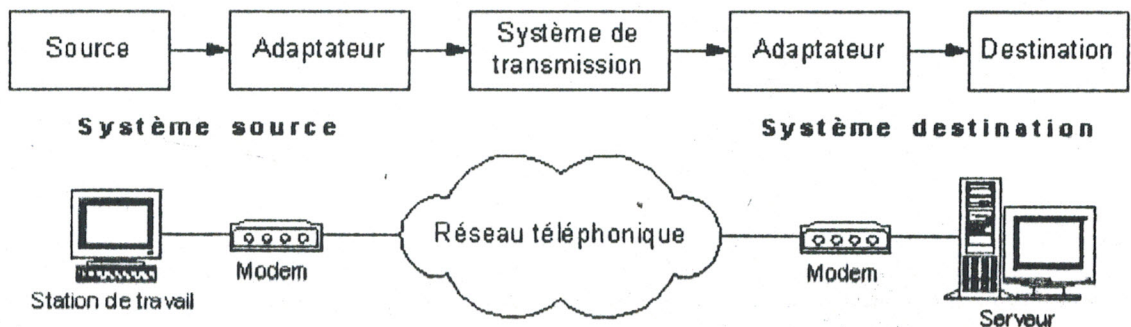 Source
Adaptateur
Système de
transmission
Adaptateur
Destination
Système source
Système destination
Réseau téléphonique
Modem
Modem
Station de travail
Serveur